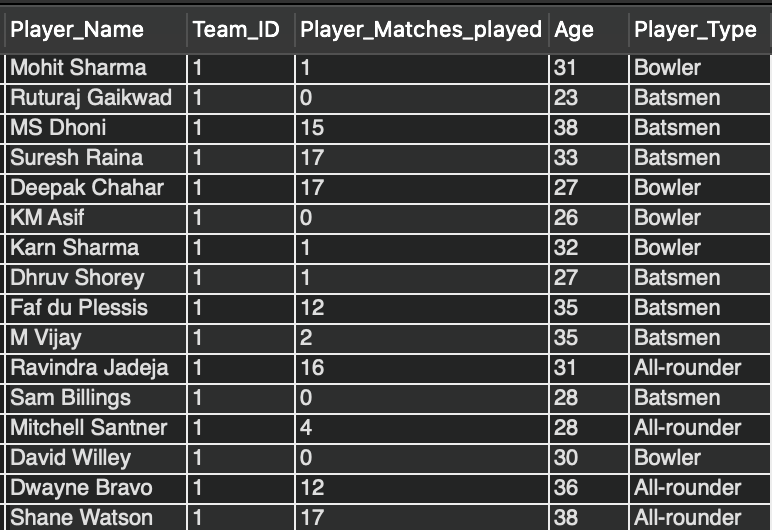 Player_Name Team_ID Player_Matches_played Age Player_Type
Mohit Sharma 1 1 31 Bowler
Ruturaj Gaikwad 1 0 23 Batsmen
MS Dhoni 1 15 38 Batsmen
Suresh Raina 1 17 33 Batsmen
Deepak Chahar 1 17 27 Bowler
KM Asif 1 0 26 Bowler
Karn Sharma 1 1 32 Bowler
Dhruv Shorey 1 1 27 Batsmen
Faf du Plessis 1 12 35 Batsmen
M Vijay 1 2 35 Batsmen
Ravindra Jadeja 1 16 31 All-rounder
Sam Billings 1 0 28 Batsmen
Mitchell Santner 1 4 28 All-rounder
David Willey 1 0 30 Bowler
Dwayne Bravo 1 12 36 All-rounder
Shane Watson 1 17 38 All-rounder